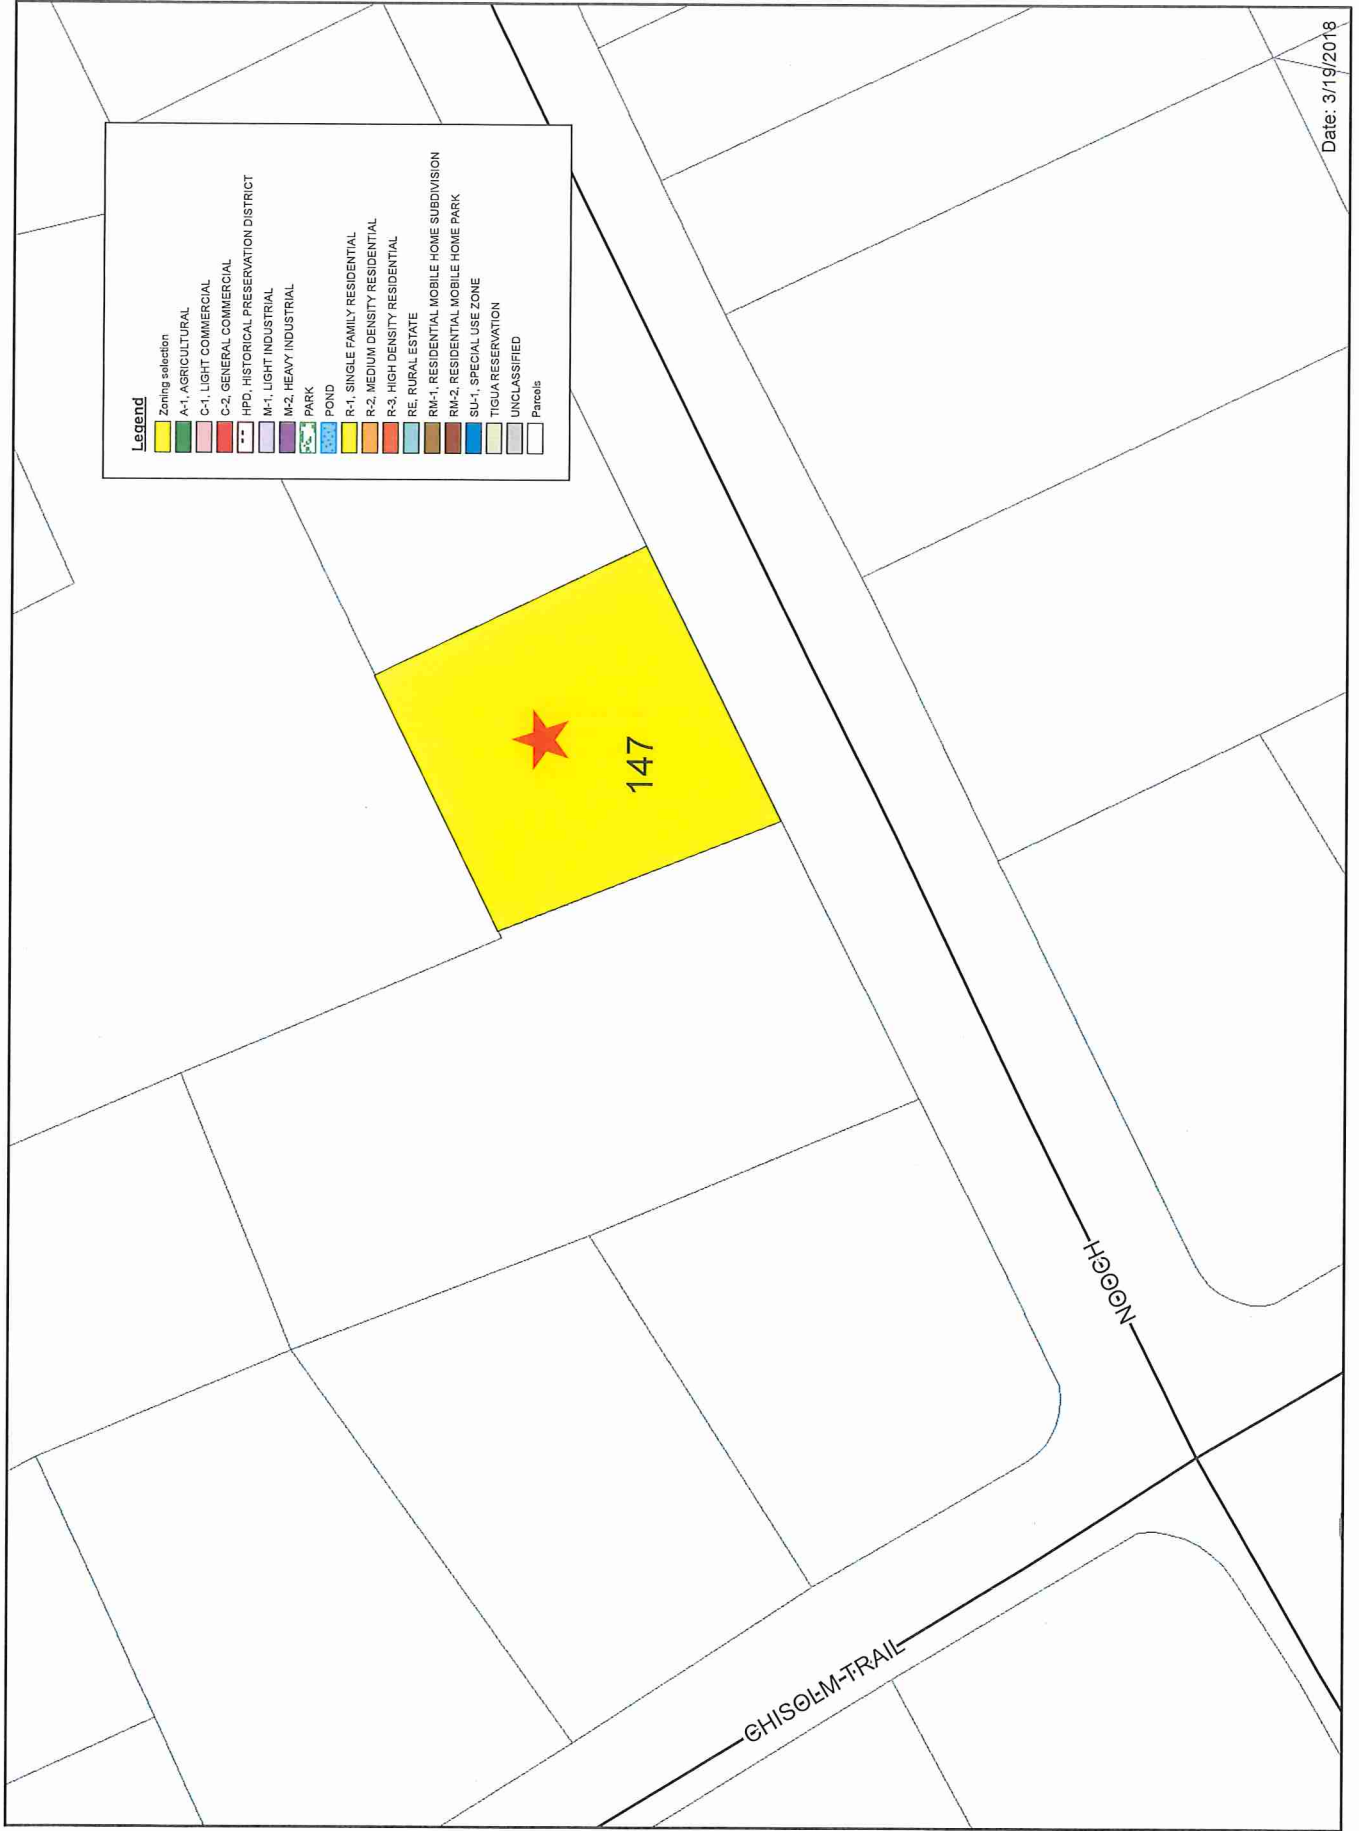 Legend
Zoning selection
A-1, AGRICULTURAL
C-1, LIGHT COMMERCIAL
C-2, GENERAL COMMERCIAL
HPD, HISTORICAL PRESERVATION DISTRICT
M-1, LIGHT INDUSTRIAL
M-2, HEAVY INDUSTRIAL
PARK
POND
R-1, SINGLE FAMILY RESIDENTIAL
R-2, MEDIUM DENSITY RESIDENTIAL
R-3, HIGH DENSITY RESIDENTIAL
RE, RURAL ESTATE
RM-1, RESIDENTIAL MOBILE HOME SUBDIVISION
RM-2, RESIDENTIAL MOBILE HOME PARK
SU-1, SPECIAL USE ZONE
TIGUA RESERVATION
UNCLASSIFIED
Parcels
147
NOOCH
CHISOLM TRAIL
Date: 3/19/2018